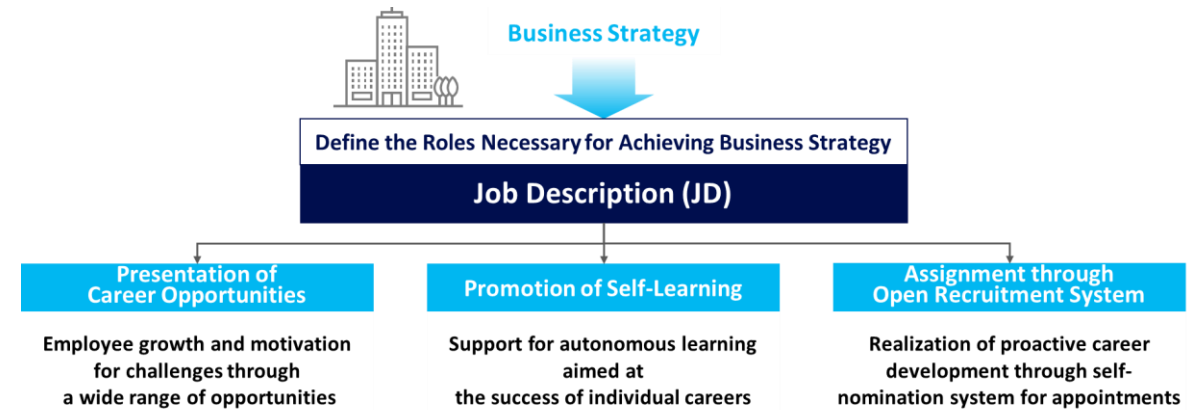 Business Strategy
Define the Roles Necessary for Achieving Business Strategy
Job Description (JD)
Presentation of
Career Opportunities
Employee growth and motivation
for challenges through
a wide range of opportunities
Promotion of Self-Learning
Support for autonomous learning
aimed at
the success of individual careers
Assignment through
Open Recruitment System
Realization of proactive career
development through self-
nomination system for appointments